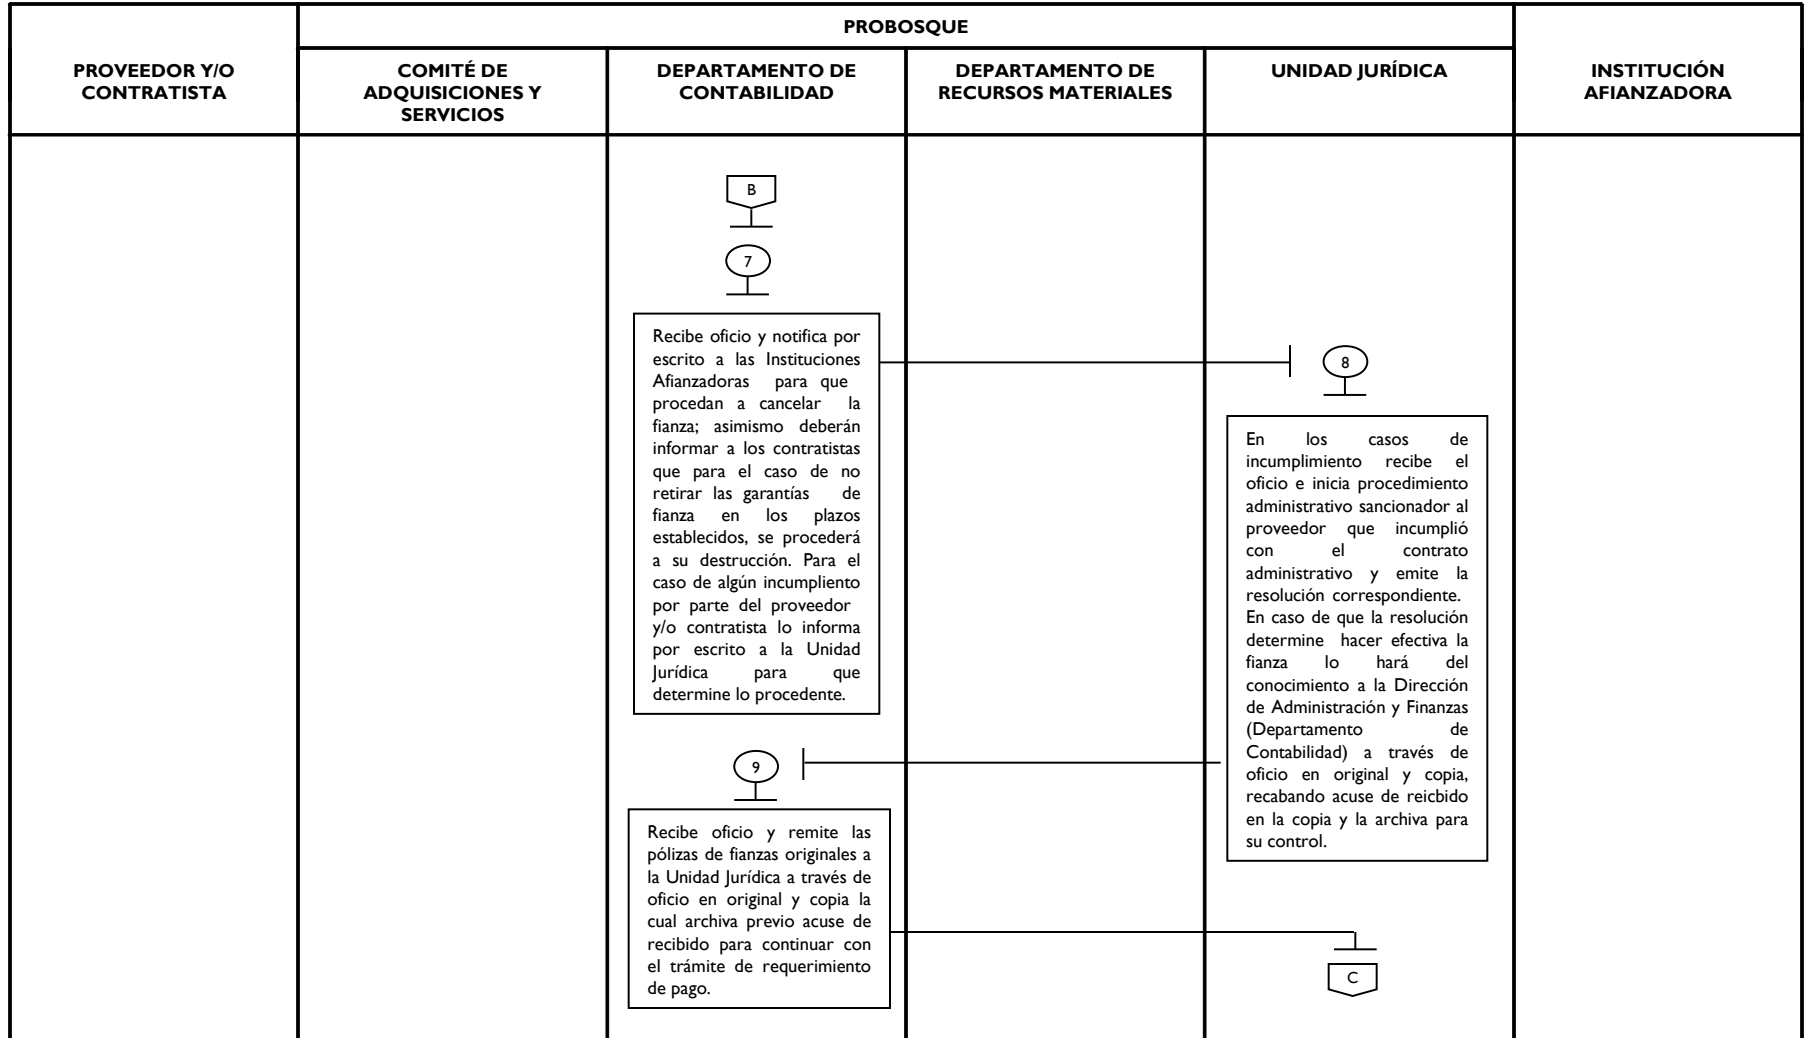 PROBOSQUE
PROVEEDOR Y/O
CONTRATISTA
COMITÉ DE
ADQUISICIONES Y
SERVICIOS
DEPARTAMENTO DE
CONTABILIDAD
DEPARTAMENTO DE
RECURSOS MATERIALES
UNIDAD JURÍDICA
INSTITUCIÓN
AFIANZADORA
B
7
Recibe oficio y notifica por
escrito a las Instituciones
Afianzadoras para que
procedan a cancelar la
fianza; asimismo deberán
informar a los contratistas
que para el caso de no
retirar las garantías de
fianza en los plazos
establecidos, se procederá
a su destrucción. Para el
caso de algún incumpliento
por parte del proveedor
y/o contratista lo informa
por escrito a la Unidad
Jurídica para que
determine lo procedente.
8
En los casos de
incumplimiento recibe el
oficio e inicia procedimiento
administrativo sancionador al
proveedor que incumplió
con el contrato
administrativo y emite la
resolución correspondiente.
En caso de que la resolución
determine hacer efectiva la
fianza lo hará del
conocimiento a la Dirección
de Administración y Finanzas
(Departamento de
Contabilidad) a través de
oficio en original y copia,
recabando acuse de reicbido
en la copia y la archiva para
su control.
9
Recibe oficio y remite las
pólizas de fianzas originales a
la Unidad Jurídica a través de
oficio en original y copia la
cual archiva previo acuse de
recibido para continuar con
el trámite de requerimiento
de pago.
C